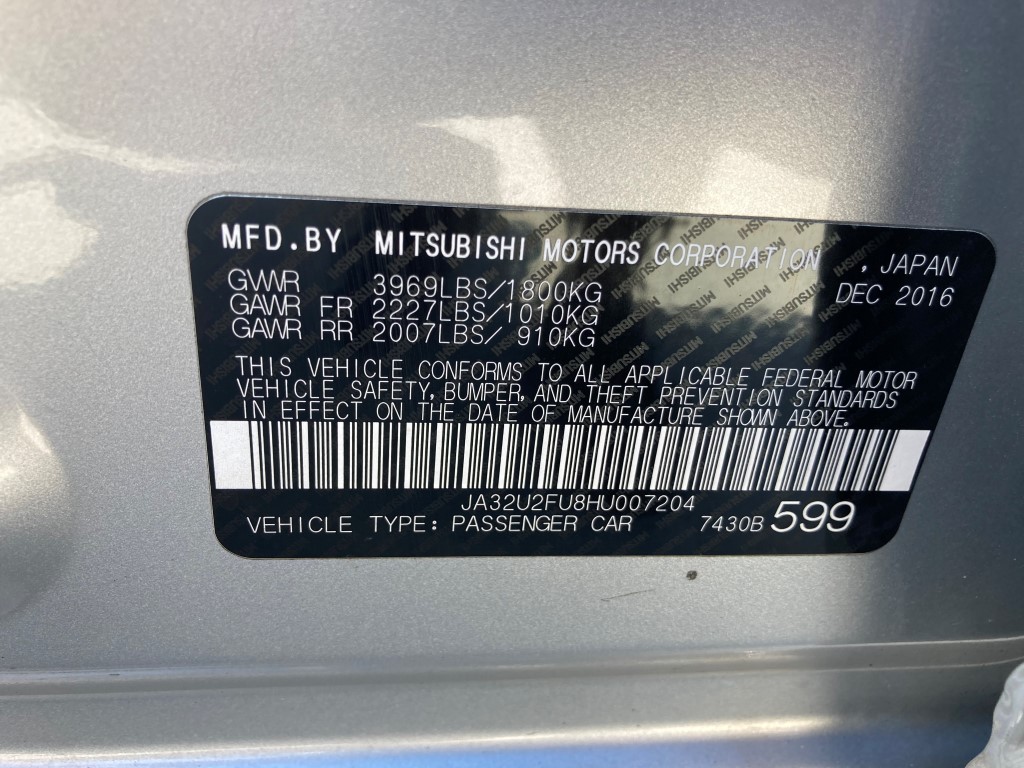 MFD.BY MITSUBISHI MOTORS CORPORATION , JAPAN
GVWR 3969LBS/1800KG DEC 2016
GAWR FR 2227LBS/1010KG
GAWR RR 2007LBS/ 910KG
THIS VEHICLE CONFORMS TO ALL APPLICABLE FEDERAL MOTOR
VEHICLE SAFETY, BUMPER, AND THEFT PREVENTION STANDARDS
IN EFFECT ON THE DATE OF MANUFACTURE SHOWN ABOVE.
JA32U2FU8HU007204
VEHICLE TYPE: PASSENGER CAR 7430B 599